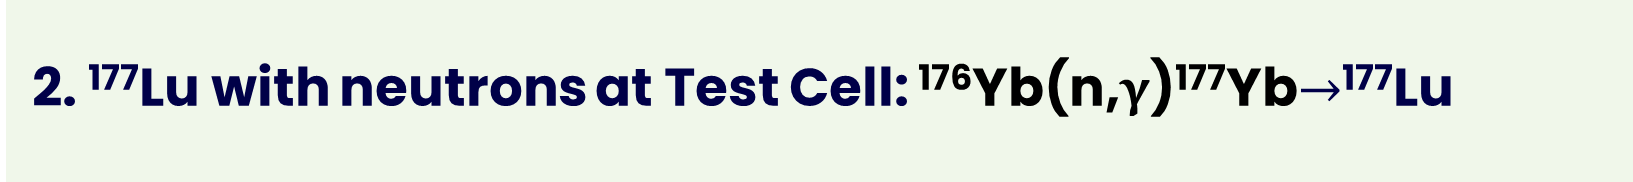 2. ¹⁷⁷Lu with neutrons at Test Cell: ¹⁷⁶Yb(n,γ)¹⁷⁷Yb→¹⁷⁷Lu